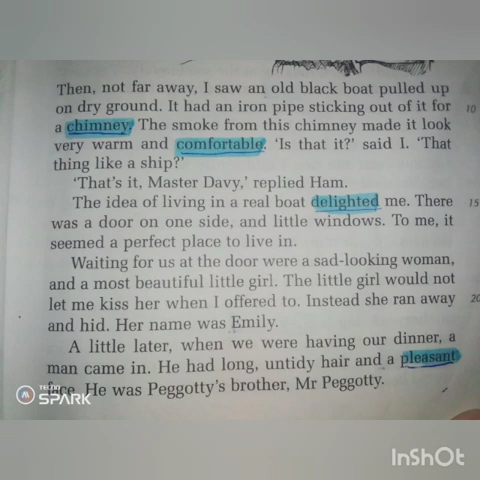 Then, not far away, I saw an old black boat pulled up
on dry ground. It had an iron pipe sticking out of it for 10
a chimney. The smoke from this chimney made it look
very warm and comfortable. 'Is that it?' said I. 'That
thing like a ship?'
'That's it, Master Davy,' replied Ham.
The idea of living in a real boat delighted me. There 15
was a door on one side, and little windows. To me, it
seemed a perfect place to live in.
Waiting for us at the door were a sad-looking woman,
and a most beautiful little girl. The little girl would not
let me kiss her when I offered to. Instead she ran away 20
and hid. Her name was Emily.
A little later, when we were having our dinner, a
man came in. He had long, untidy hair and a pleasant
face. He was Peggotty's brother, Mr Peggotty.
SPARK
InShOt